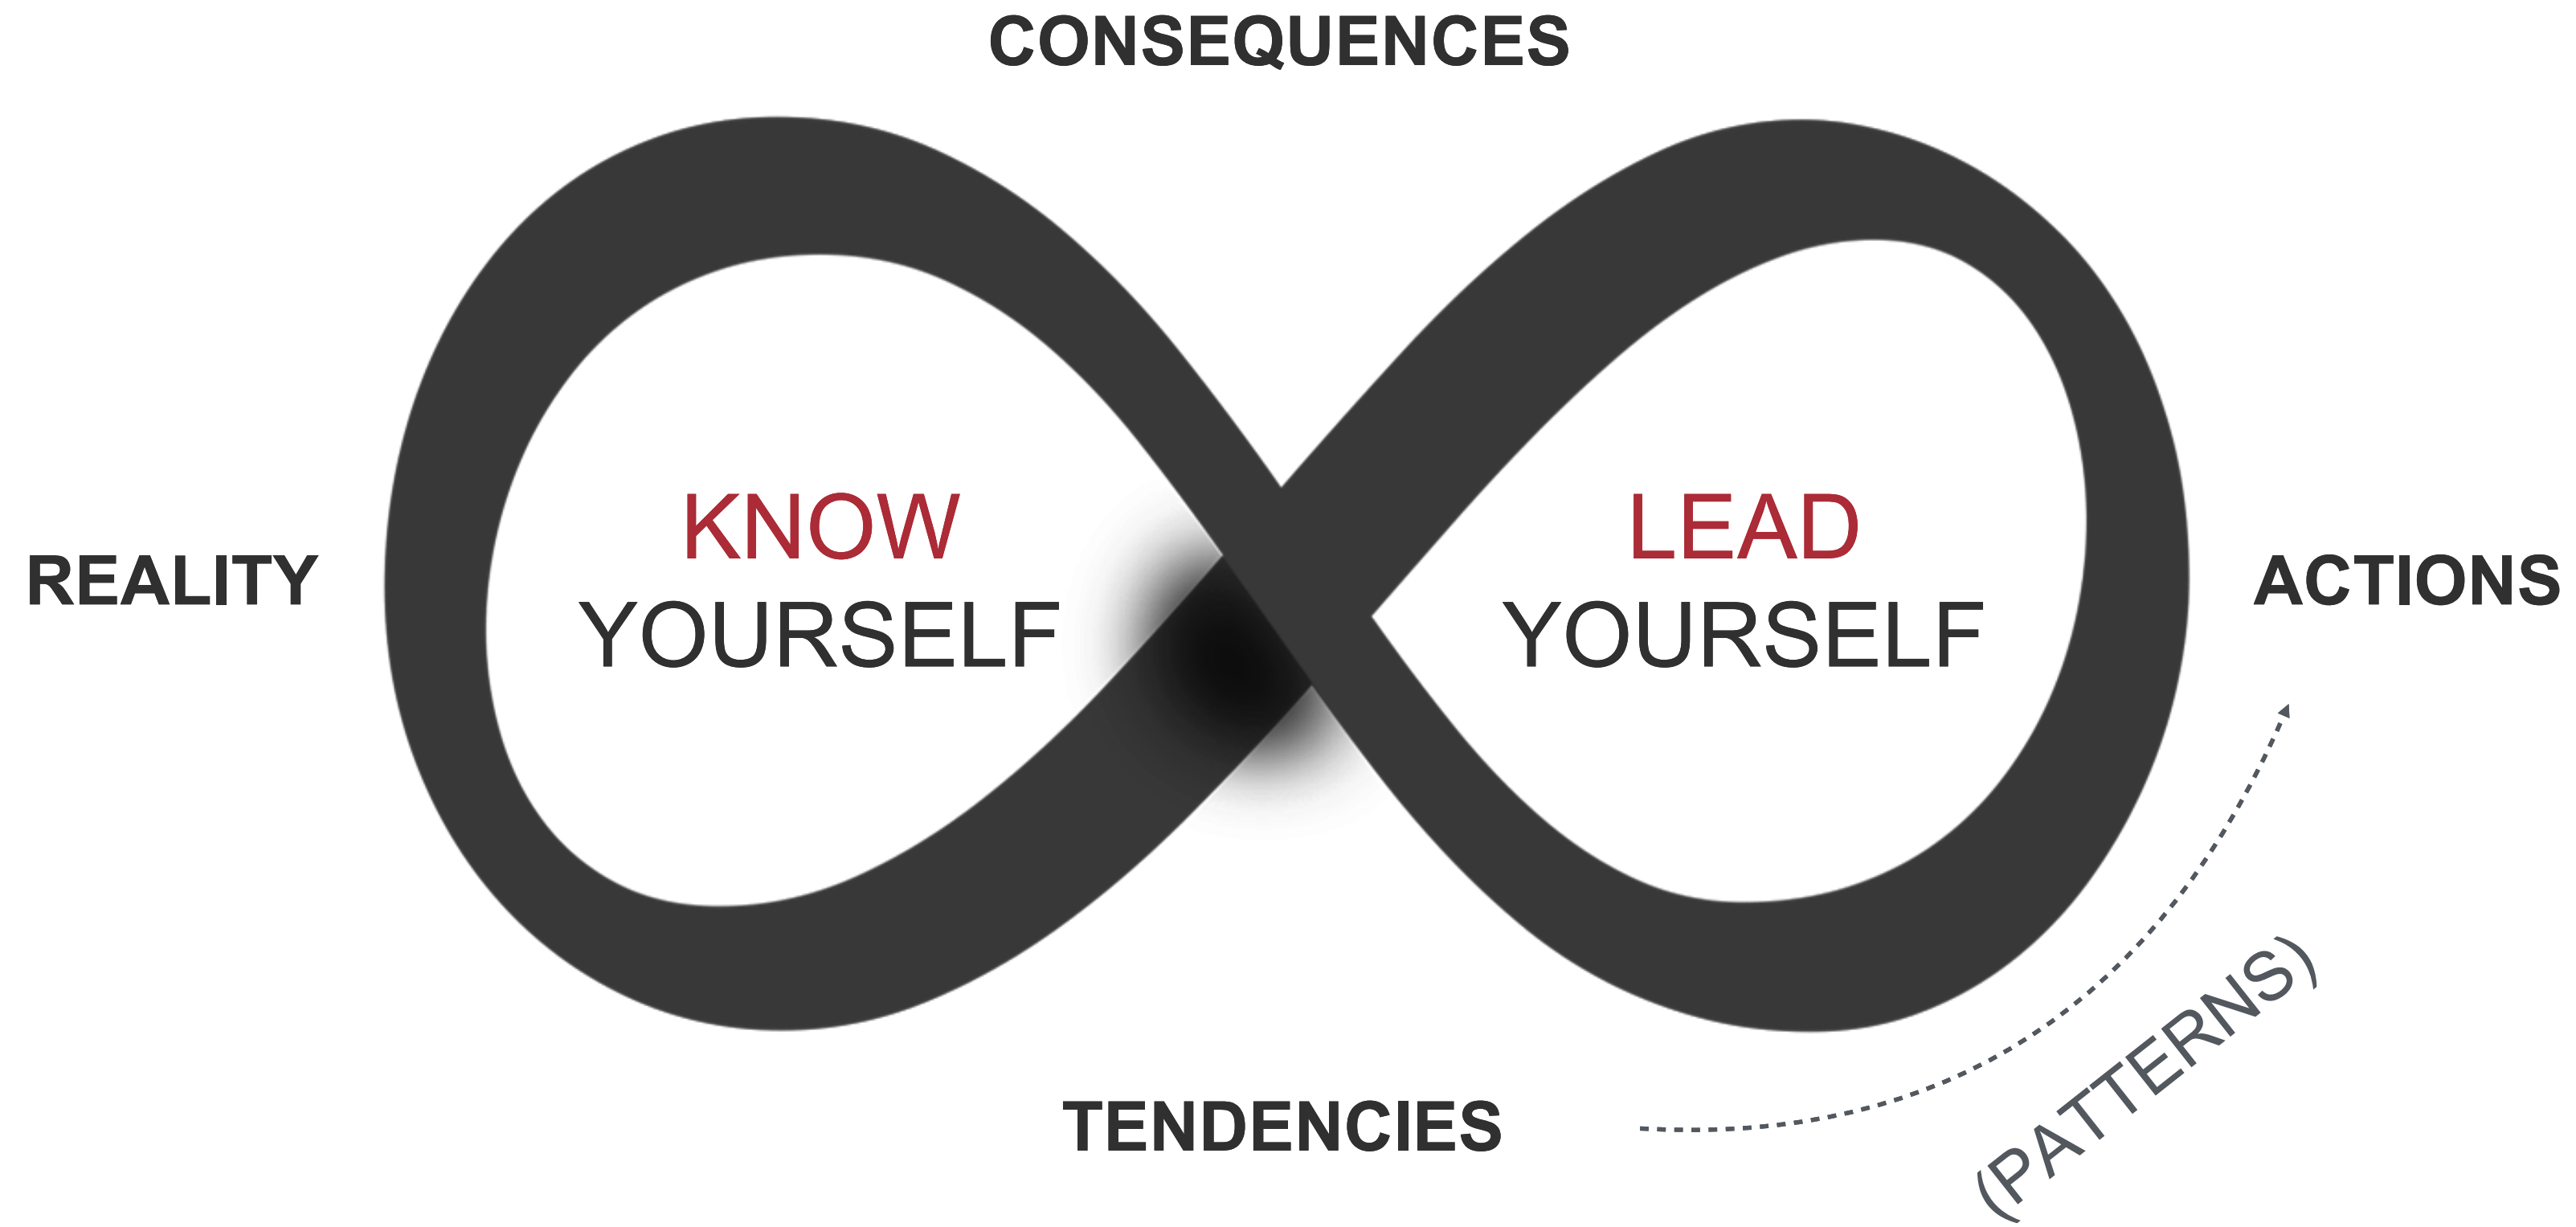 CONSEQUENCES
KNOW
YOURSELF
LEAD
YOURSELF
REALITY
ACTIONS
TENDENCIES
(PATTERNS)